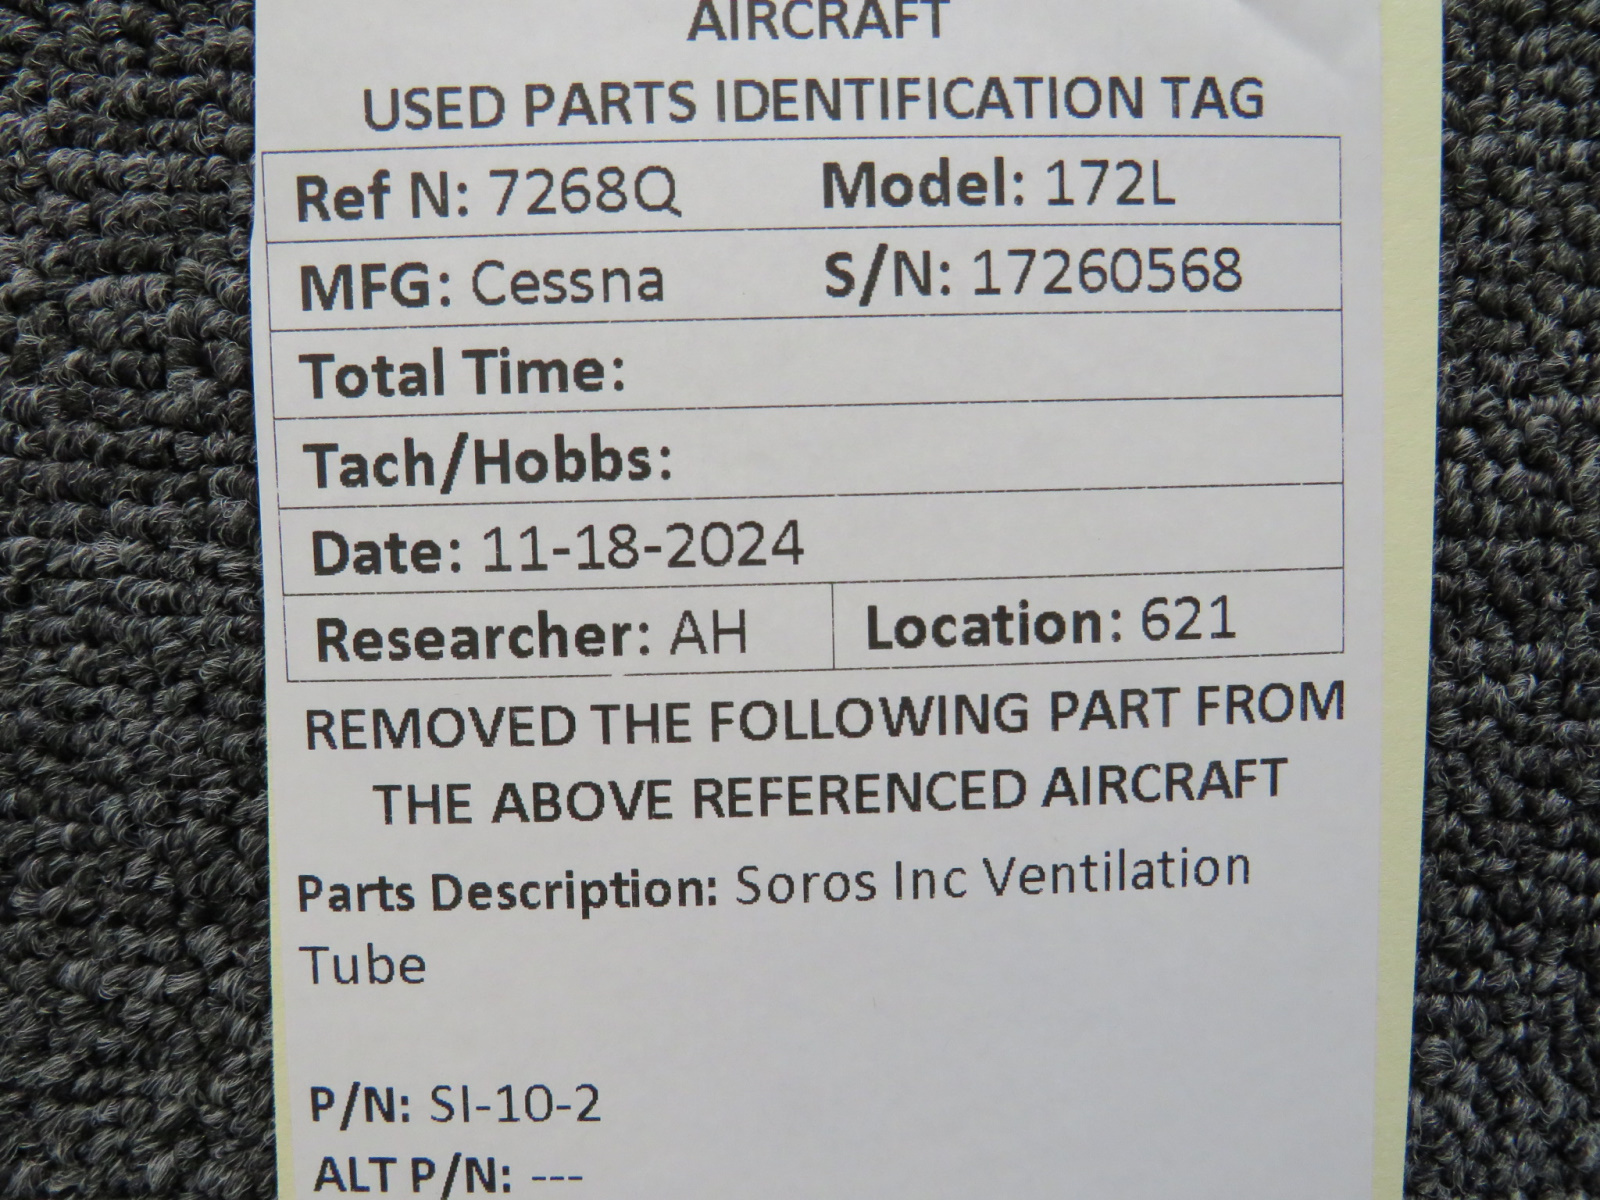 AIRCRAFT
USED PARTS IDENTIFICATION TAG
Ref N: 7268Q Model: 172L
MFG: Cessna S/N: 17260568
Total Time:
Tach/Hobbs:
Date: 11-18-2024
Researcher: AH Location: 621
REMOVED THE FOLLOWING PART FROM
THE ABOVE REFERENCED AIRCRAFT
Parts Description: Soros Inc Ventilation
Tube
P/N: SI-10-2
ALT P/N: ---